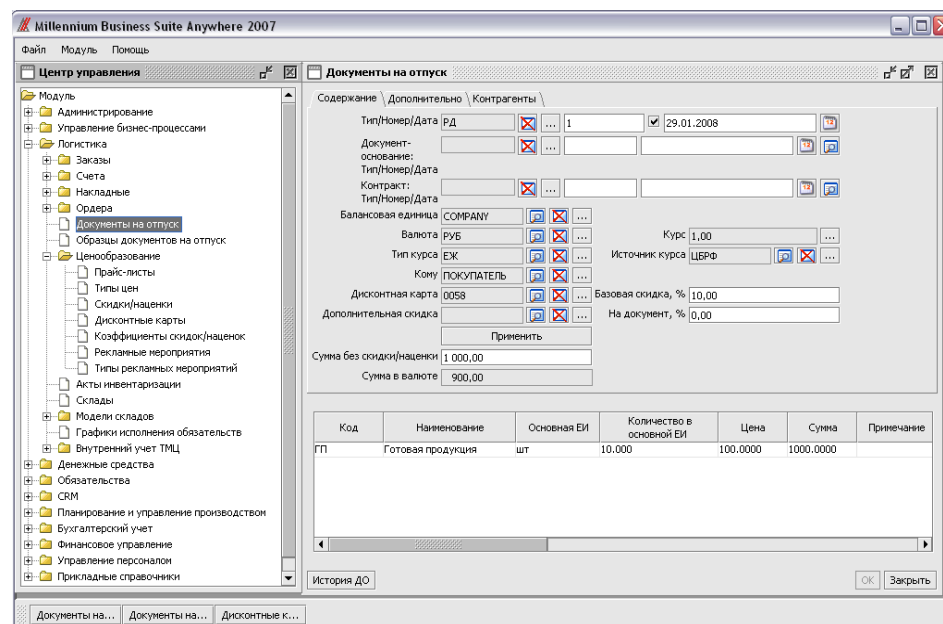 Millennium Business Suite Anywhere 2007
Файл Модуль Помощь
Центр управления
Модуль
Администрирование
Управление бизнес-процессами
Логистика
Заказы
Счета
Накладные
Ордера
Документы на отпуск
Образцы документов на отпуск
Ценообразование
Прайс-листы
Типы цен
Скидки/наценки
Дисконтные карты
Коэффициенты скидок/наценок
Рекламные мероприятия
Типы рекламных мероприятий
Акты инвентаризации
Склады
Модели складов
Графики исполнения обязательств
Внутренний учет ТМЦ
Денежные средства
Обязательства
CRM
Планирование и управление производством
Бухгалтерский учет
Финансовое управление
Управление персоналом
Прикладные справочники
Документы на отпуск
Содержание Дополнительно Контрагенты
Тип/Номер/Дата РД ... 1 29.01.2008
Документ-
основание: ...
Тип/Номер/Дата
Контракт: ...
Тип/Номер/Дата
Балансовая единица COMPANY ...
Валюта РУБ ... Курс 1,00 ...
Тип курса ЕЖ ... Источник курса ЦБРФ ...
Кому ПОКУПАТЕЛЬ ...
Дисконтная карта 0058 ... Базовая скидка, % 10,00
Дополнительная скидка ... На документ, % 0,00
Применить
Сумма без скидки/наценки 1 000,00
Сумма в валюте 900,00
Код Наименование Основная ЕИ Количество в основной ЕИ Цена Сумма Примечание
ГП Готовая продукция шт 10.000 100.0000 1000.0000
История ДО OK Закрыть
Документы на... Документы на... Дисконтные к...